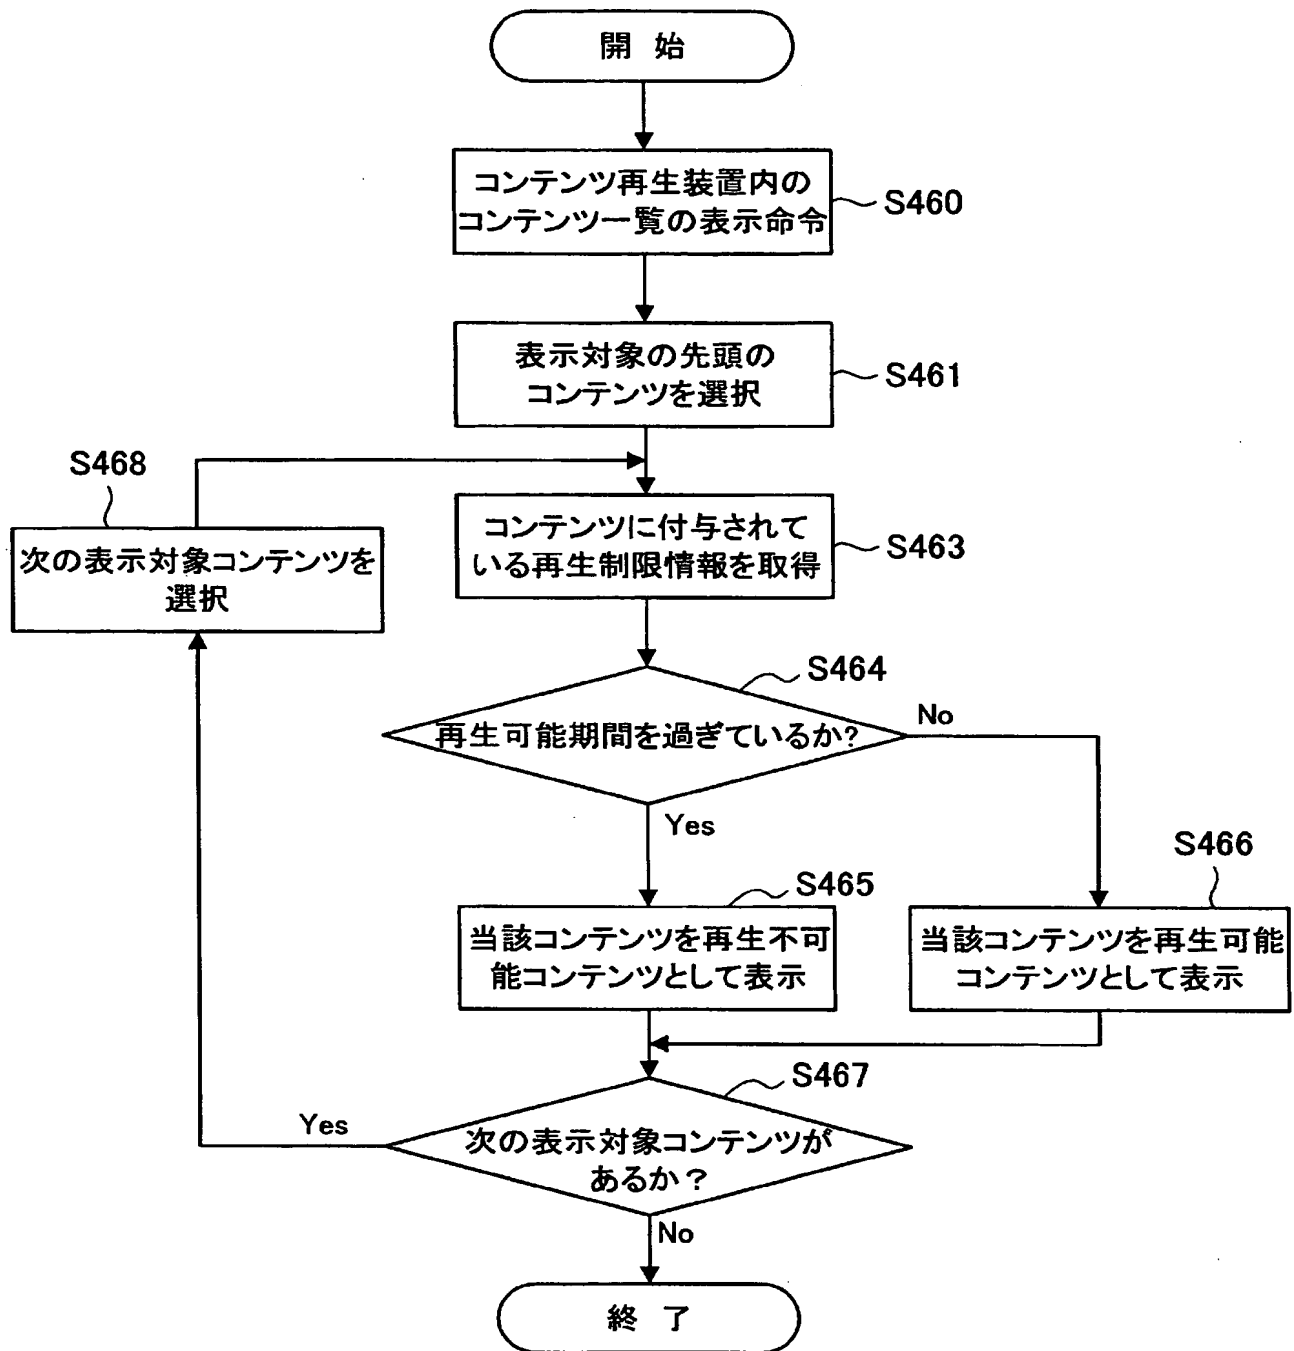 開 始
コンテンツ再生装置内の
コンテンツ一覧の表示命令
S460
表示対象の先頭の
コンテンツを選択
S461
S468
次の表示対象コンテンツを
選択
コンテンツに付与されて
いる再生制限情報を取得
S463
S464
再生可能期間を過ぎているか?
No
Yes
S465
当該コンテンツを再生不可
能コンテンツとして表示
S466
当該コンテンツを再生可能
コンテンツとして表示
S467
次の表示対象コンテンツが
あるか？
Yes
No
終 了